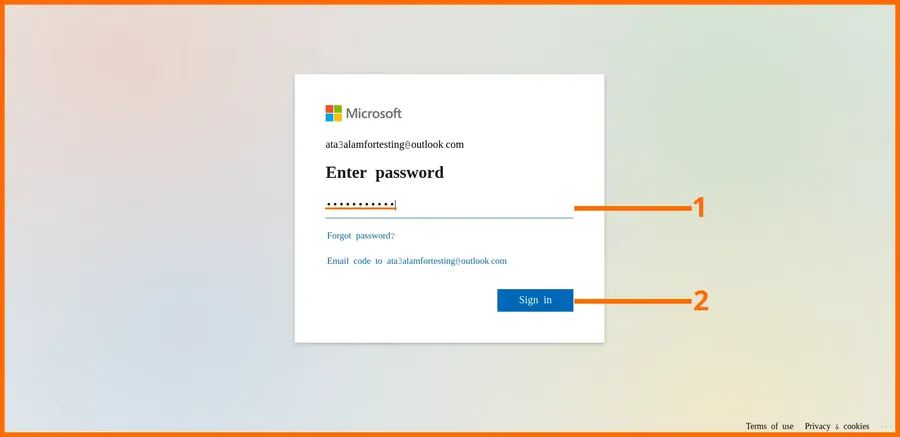 Microsoft
ata3alamfortesting@outlook.com
Enter password
•••••••••••
1
Forgot password?
Email code to ata3alamfortesting@outlook.com
Sign in
2
Terms of use Privacy & cookies ...